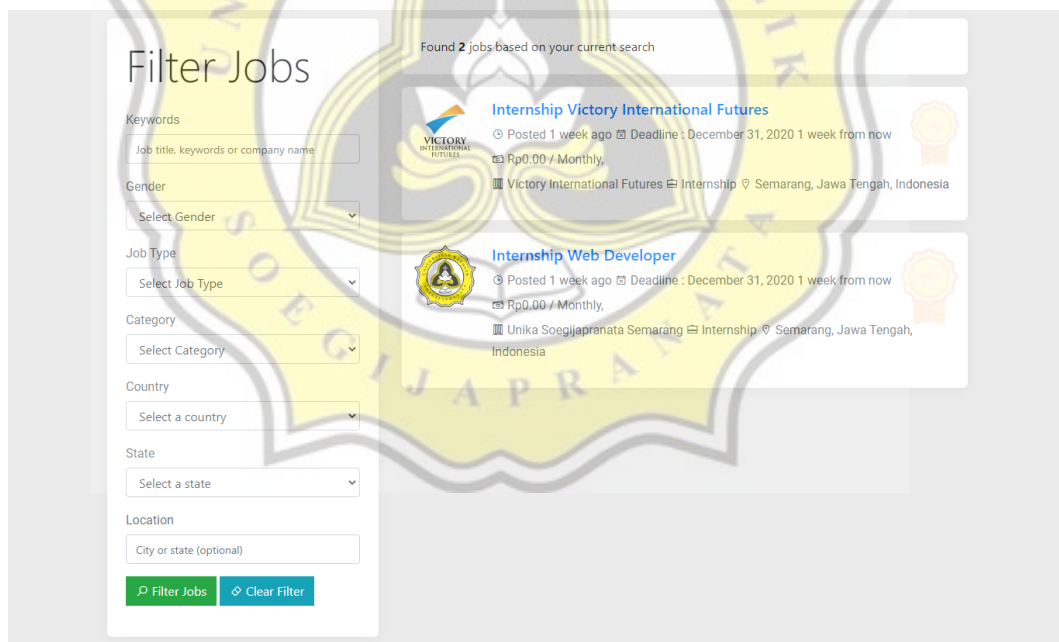 Filter Jobs
Keywords
Job title, keywords or company name
Gender
Select Gender
Job Type
Select Job Type
Category
Select Category
Country
Select a country
State
Select a state
Location
City or state (optional)
Filter Jobs
Clear Filter
Found 2 jobs based on your current search
VICTORY
INTERNATIONAL
FUTURES
Internship Victory International Futures
Posted 1 week ago Deadline : December 31, 2020 1 week from now
Rp0.00 / Monthly,
Victory International Futures Internship Semarang, Jawa Tengah, Indonesia
Internship Web Developer
Posted 1 week ago Deadline : December 31, 2020 1 week from now
Rp0.00 / Monthly,
Unika Soegijapranata Semarang Internship Semarang, Jawa Tengah,
Indonesia
SOEGIJAPRANATA